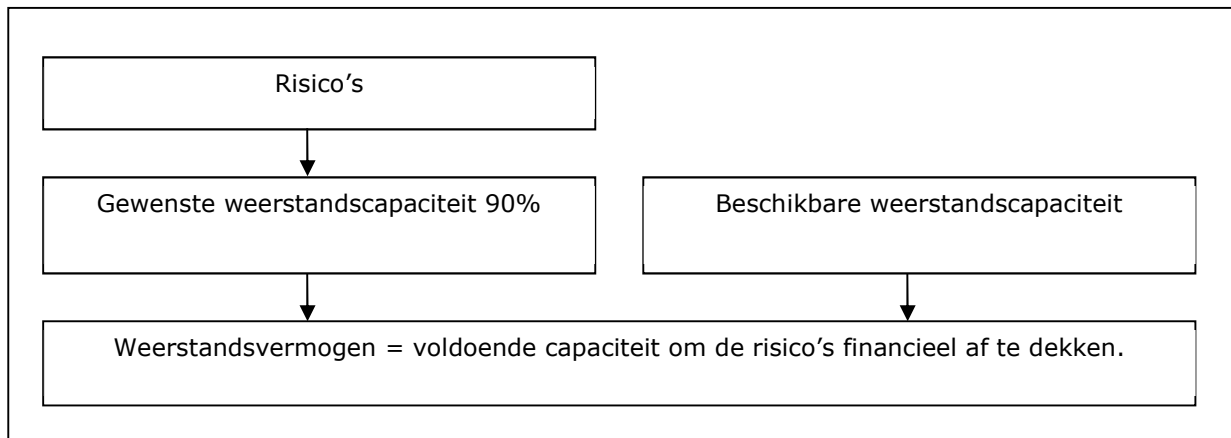 Risico’s
Gewenste weerstandscapaciteit 90%
Beschikbare weerstandscapaciteit
Weerstandsvermogen = voldoende capaciteit om de risico’s financieel af te dekken.